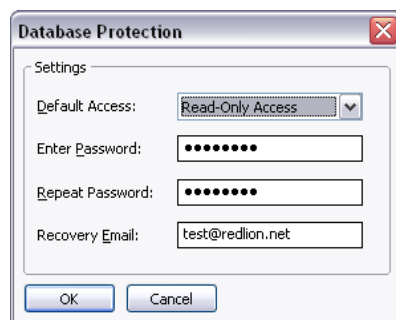 Database Protection
Settings
Default Access: Read-Only Access
Enter Password: ●●●●●●●●
Repeat Password: ●●●●●●●●
Recovery Email: test@redlion.net
OK Cancel